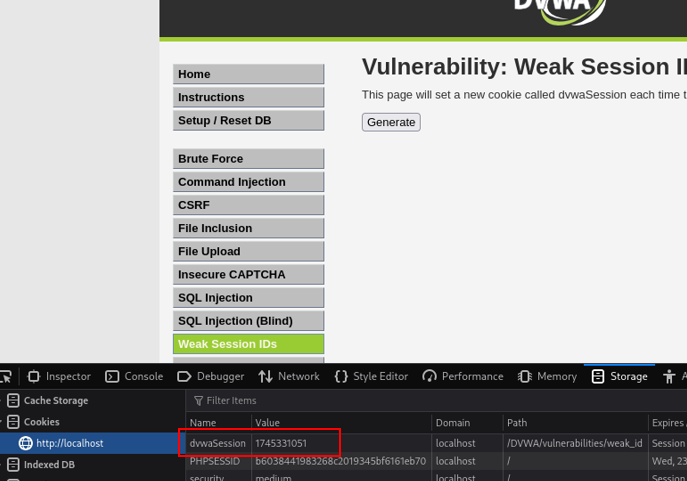 DVWA
Home
Instructions
Setup / Reset DB
Brute Force
Command Injection
CSRF
File Inclusion
File Upload
Insecure CAPTCHA
SQL Injection
SQL Injection (Blind)
Weak Session IDs
Vulnerability: Weak Session I
This page will set a new cookie called dvwaSession each time t
Generate
Inspector Console Debugger Network Style Editor Performance Memory Storage A
Cache Storage
Cookies
http://localhost
Indexed DB
Filter Items
Name Value Domain Path Expires /
dvwaSession 1745331051 localhost /DVWA/vulnerabilities/weak_id Session
PHPSESSID b6038441983268c2019345bf6161eb70 localhost / Wed, 23
security medium localhost / Session